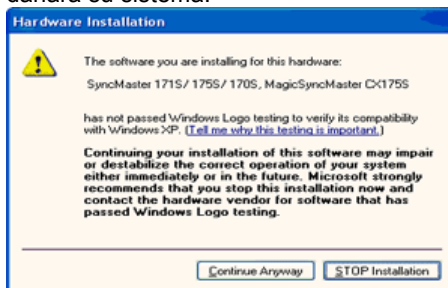 Hardware Installation
The software you are installing for this hardware:
SyncMaster 171S/ 175S/ 170S, MagicSyncMaster CX175S
has not passed Windows Logo testing to verify its compatibility
with Windows XP. (Tell me why this testing is important.)
Continuing your installation of this software may impair
or destabilize the correct operation of your system
either immediately or in the future. Microsoft strongly
recommends that you stop this installation now and
contact the hardware vendor for software that has
passed Windows Logo testing.
Continue Anyway STOP Installation